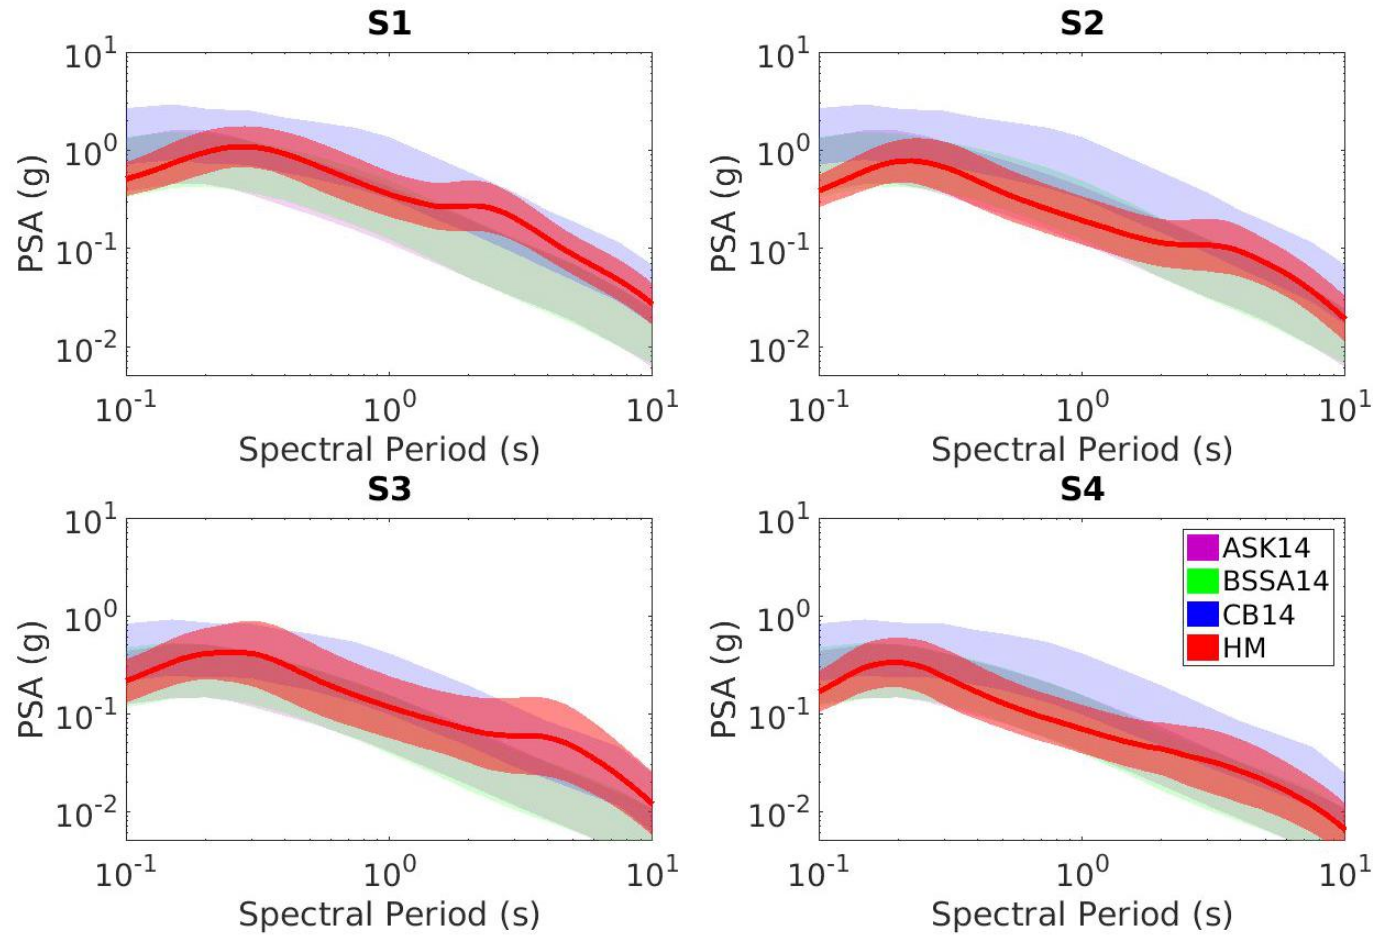 S1
PSA (g)
10^1
10^0
10^-1
10^-2
10^-1 10^0 10^1
Spectral Period (s)
S2
PSA (g)
10^1
10^0
10^-1
10^-2
10^-1 10^0 10^1
Spectral Period (s)
S3
PSA (g)
10^1
10^0
10^-1
10^-2
10^-1 10^0 10^1
Spectral Period (s)
S4
PSA (g)
10^1
10^0
10^-1
10^-2
10^-1 10^0 10^1
Spectral Period (s)
ASK14
BSSA14
CB14
HM